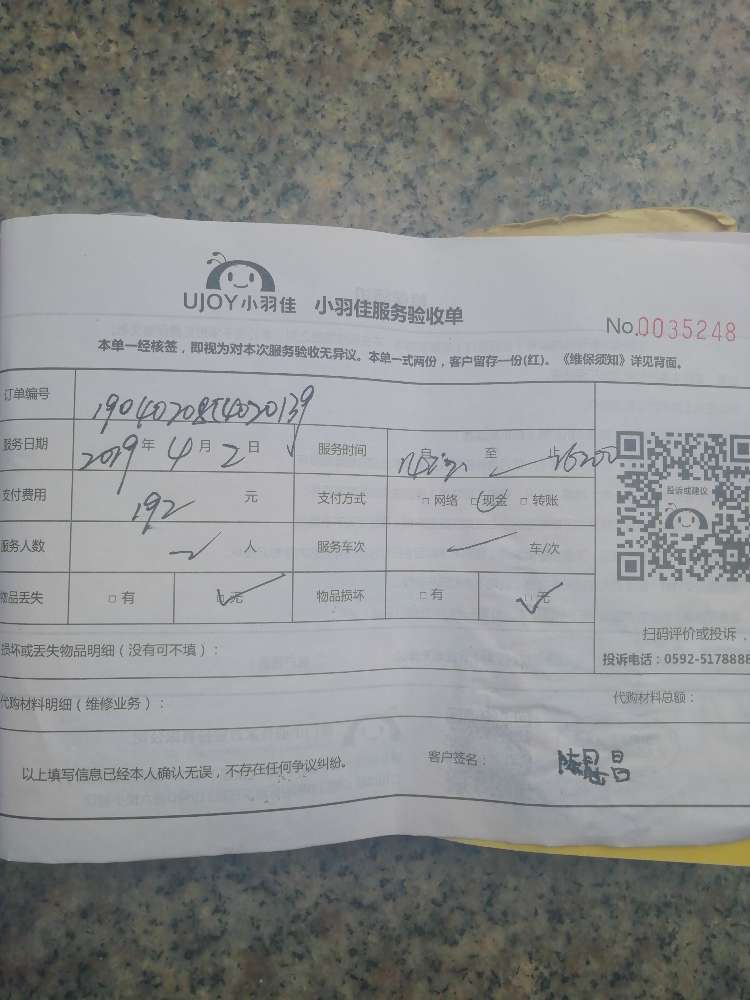 UJOY小羽佳 小羽佳服务验收单
No.0035248
本单一经核签，即视为对本次服务验收无异议。本单一式两份，客户留存一份(红)。《维保须知》详见背面。
订单编号
服务日期 2019年4月2日 服务时间 自 至 止
支付费用 192 元 支付方式 □ 网络 □ 现金 □ 转账
投诉或建议
服务人数 人 服务车次 车/次
物品丢失 □ 有 □ 无 物品损坏 □ 有 □ 无
扫码评价或投诉，
损坏或丢失物品明细（没有可不填）：
投诉电话：0592-5178888
代购材料明细（维修业务）：
代购材料总额：
以上填写信息已经本人确认无误，不存在任何争议纠纷。
客户签名：